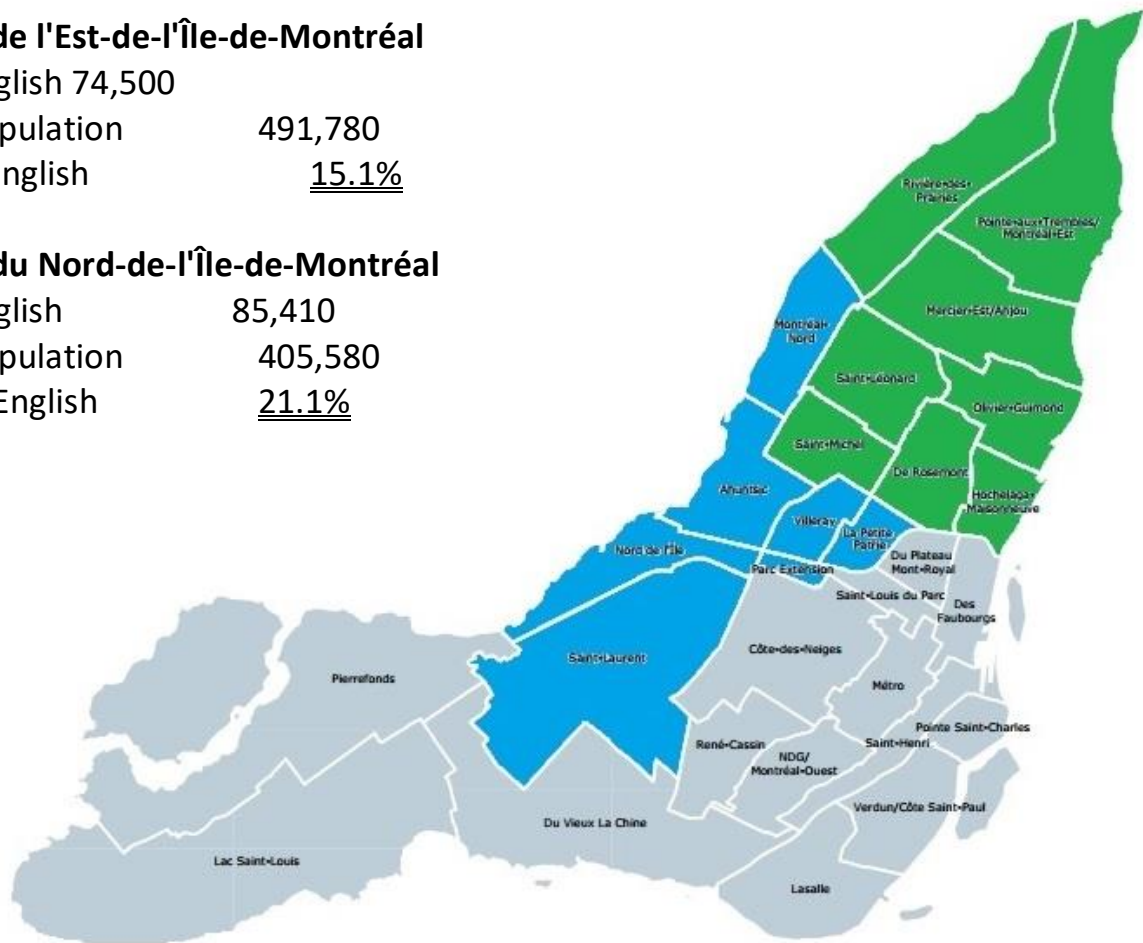 de l'Est-de-l'Île-de-Montréal
glish 74,500
pulation 491,780
nglish 15.1%
du Nord-de-l'Île-de-Montréal
glish 85,410
pulation 405,580
English 21.1%
Rivière-des-
Prairies
Pointe-aux-Trembles/
Montréal-Est
Mercier-Est/Anjou
Montréal-
Nord
Saint-Léonard
Olivier-Guimond
Saint-Michel
De Rosemont
Ahuntsic
Hochelaga-
Maisonneuve
Villeray
La Petite
Patrie
Nord de l'Île
Parc Extension
Du Plateau
Mont-Royal
Saint-Louis du Parc
Des
Faubourgs
Saint-Laurent
Côte-des-Neiges
Pierrefonds
Métro
Pointe Saint-Charles
René-Cassin
Saint-Henri
NDG/
Montréal-Ouest
Verdun/Côte Saint-Paul
Du Vieux La Chine
Lac Saint-Louis
Lasalle